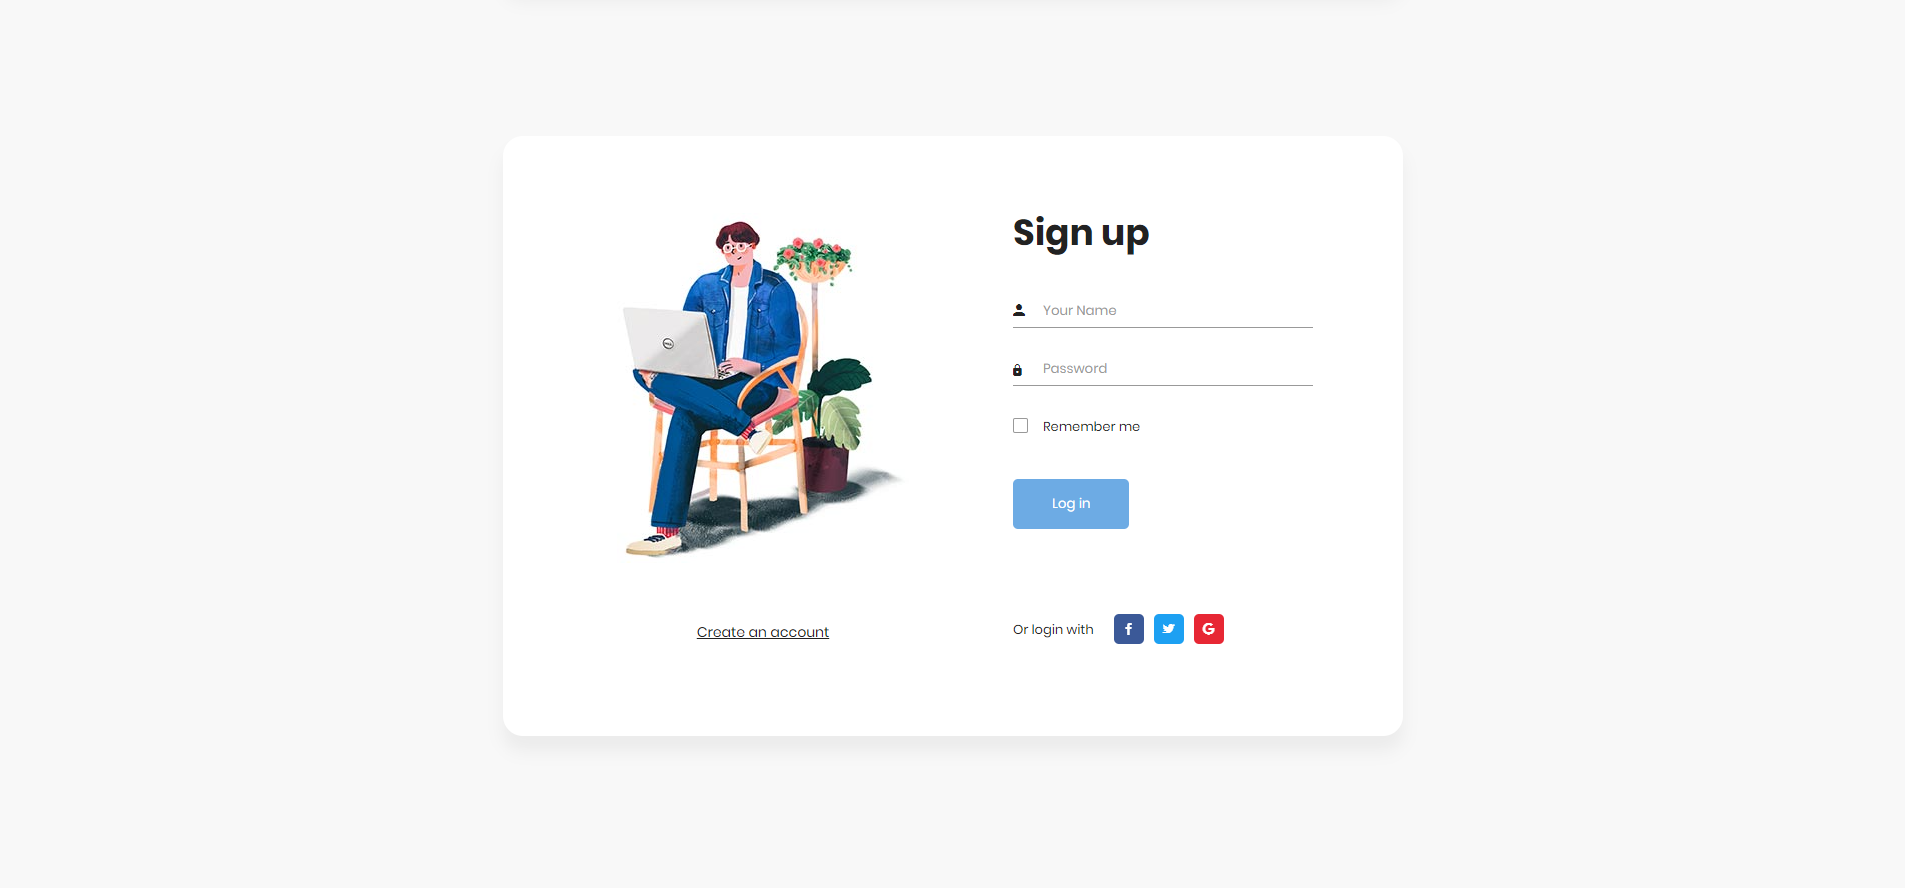 Sign up
Your Name
Password
Remember me
Log in
Create an account
Or login with